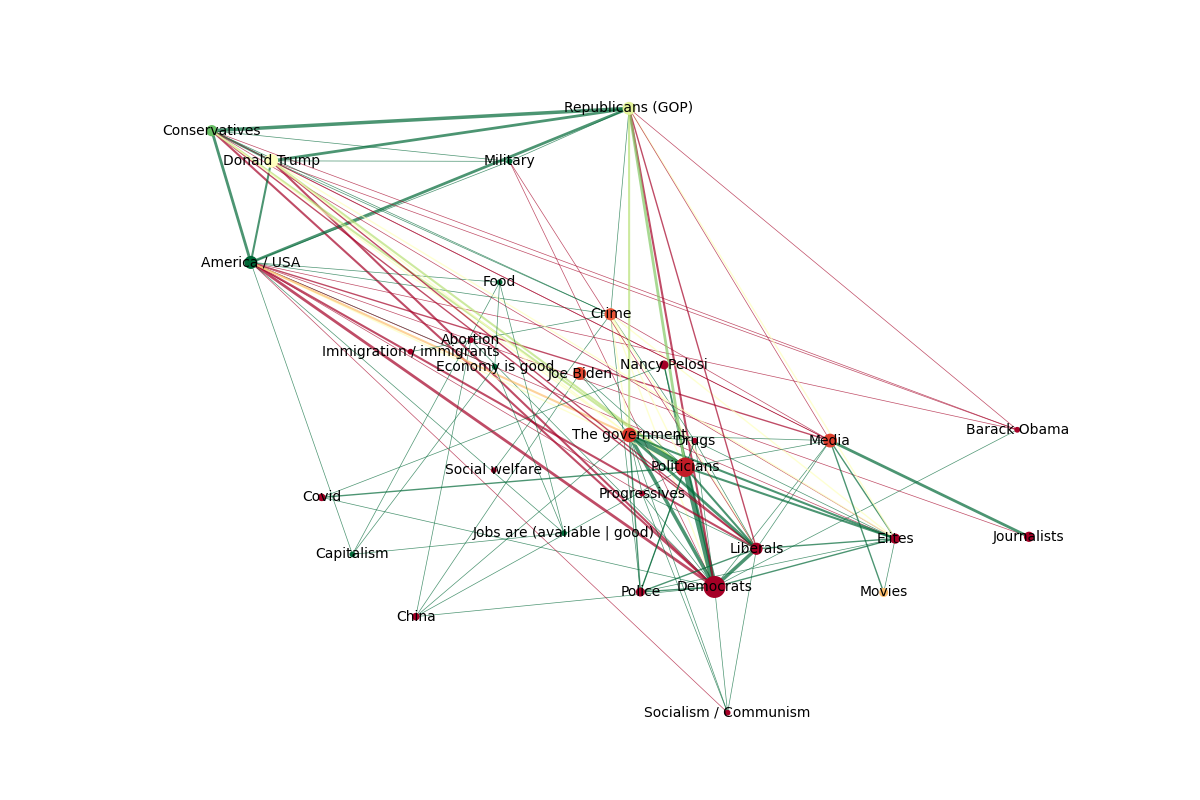 Republicans (GOP)
Conservatives
Donald Trump
Military
America / USA
Food
Crime
Abortion
Immigration / immigrants
Economy is good
Nancy Pelosi
Joe Biden
Barack Obama
The government
Drugs
Media
Politicians
Social welfare
Progressives
Covid
Jobs are (available | good)
Journalists
Elites
Liberals
Capitalism
Democrats
Police
Movies
China
Socialism / Communism